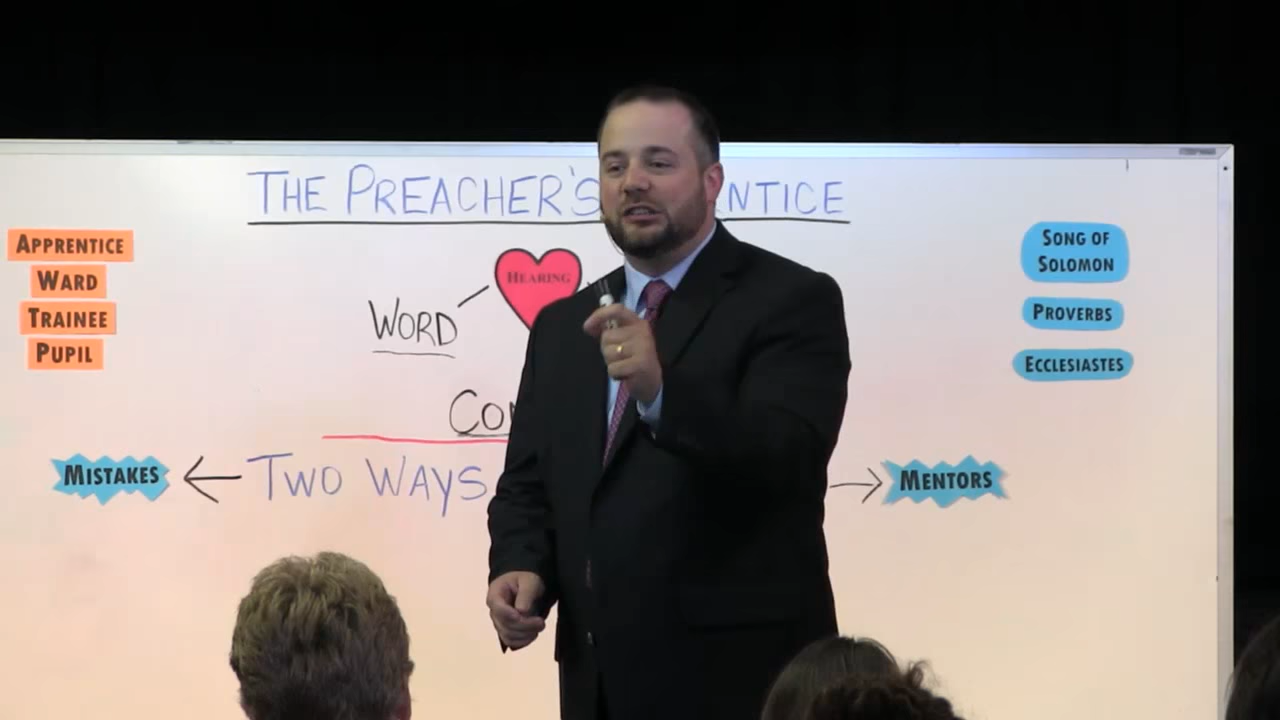 THE PREACHER'S NTICE
APPRENTICE
WARD
TRAINEE
PUPIL
HEARING
WORD
SONG OF
SOLOMON
PROVERBS
ECCLESIASTES
CO
MISTAKES
TWO WAYS
MENTORS